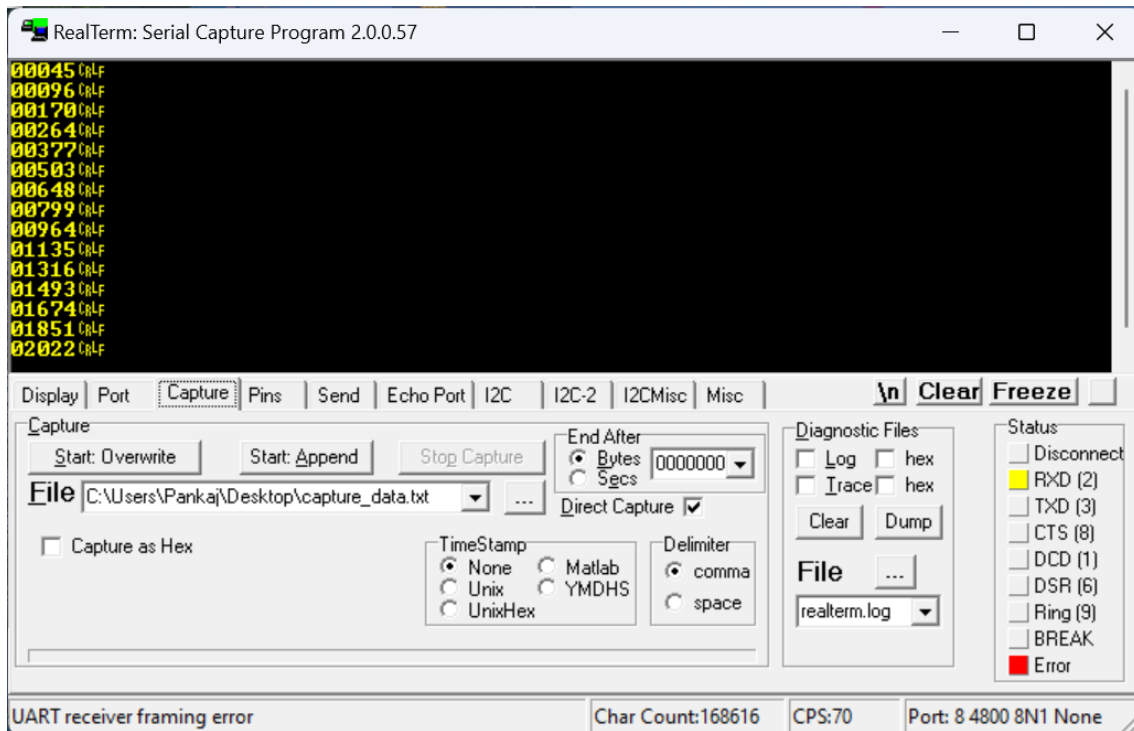 RealTerm: Serial Capture Program 2.0.0.57
00045CRLF
00096CRLF
00170CRLF
00264CRLF
00377CRLF
00503CRLF
00648CRLF
00799CRLF
00964CRLF
01135CRLF
01316CRLF
01493CRLF
01674CRLF
01851CRLF
02022CRLF
Display Port Capture Pins Send Echo Port I2C I2C-2 I2CMisc Misc \n Clear Freeze
Capture
Start: Overwrite Start: Append Stop Capture
File C:\Users\Pankaj\Desktop\capture_data.txt ...
End After
Bytes 0000000
Secs
Direct Capture
Capture as Hex
TimeStamp
None Matlab
Unix YMDHS
UnixHex
Delimiter
comma
space
Diagnostic Files
Log hex
Trace hex
Clear Dump
File ...
realterm.log
Status
Disconnect
RXD (2)
TXD (3)
CTS (8)
DCD (1)
DSR (6)
Ring (9)
BREAK
Error
UART receiver framing error Char Count:168616 CPS:70 Port: 8 4800 8N1 None